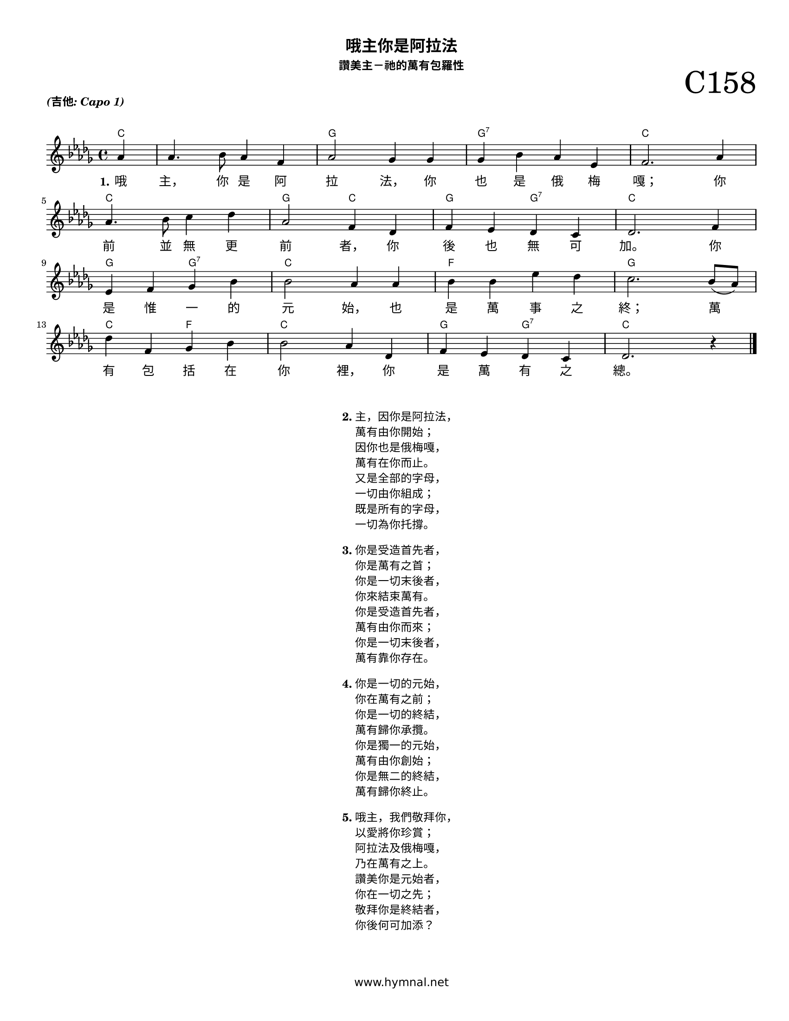 哦主你是阿拉法
讚美主－祂的萬有包羅性
C158
(吉他: Capo 1)
C G G7 C
1. 哦 主， 你 是 阿 拉 法， 你 也 是 俄 梅 嘎； 你
5 C G C G G7 C
前 並 無 更 前 者， 你 後 也 無 可 加。 你
9 G G7 C F G
是 惟 一 的 元 始， 也 是 萬 事 之 終； 萬
13 C F C G G7 C
有 包 括 在 你 裡， 你 是 萬 有 之 總。
2. 主，因你是阿拉法，
萬有由你開始；
因你也是俄梅嘎，
萬有在你而止。
又是全部的字母，
一切由你組成；
既是所有的字母，
一切為你托撐。
3. 你是受造首先者，
你是萬有之首；
你是一切末後者，
你來結束萬有。
你是受造首先者，
萬有由你而來；
你是一切末後者，
萬有靠你存在。
4. 你是一切的元始，
你在萬有之前；
你是一切的終結，
萬有歸你承攬。
你是獨一的元始，
萬有由你創始；
你是無二的終結，
萬有歸你終止。
5. 哦主，我們敬拜你，
以愛將你珍賞；
阿拉法及俄梅嘎，
乃在萬有之上。
讚美你是元始者，
你在一切之先；
敬拜你是終結者，
你後何可加添？
www.hymnal.net